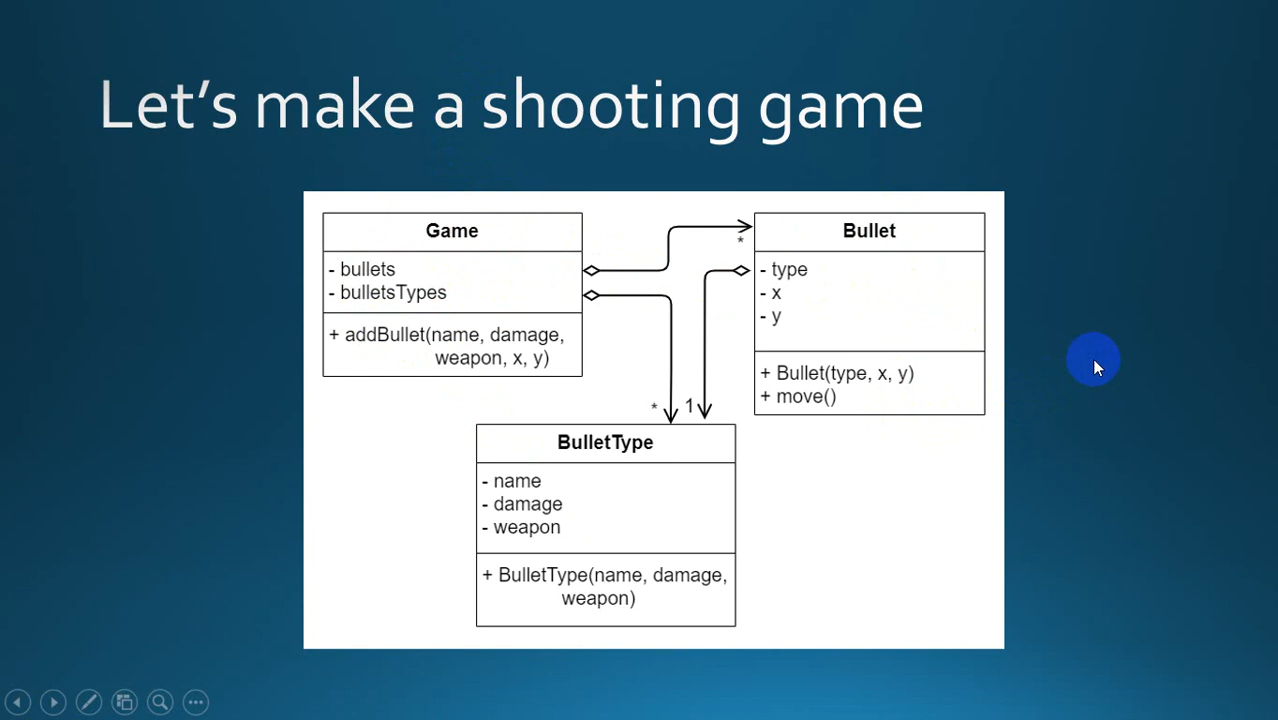 Let's make a shooting game
Game
- bullets
- bulletsTypes
+ addBullet(name, damage,
weapon, x, y)
*
Bullet
- type
- x
- y
+ Bullet(type, x, y)
+ move()
* 1
BulletType
- name
- damage
- weapon
+ BulletType(name, damage,
weapon)